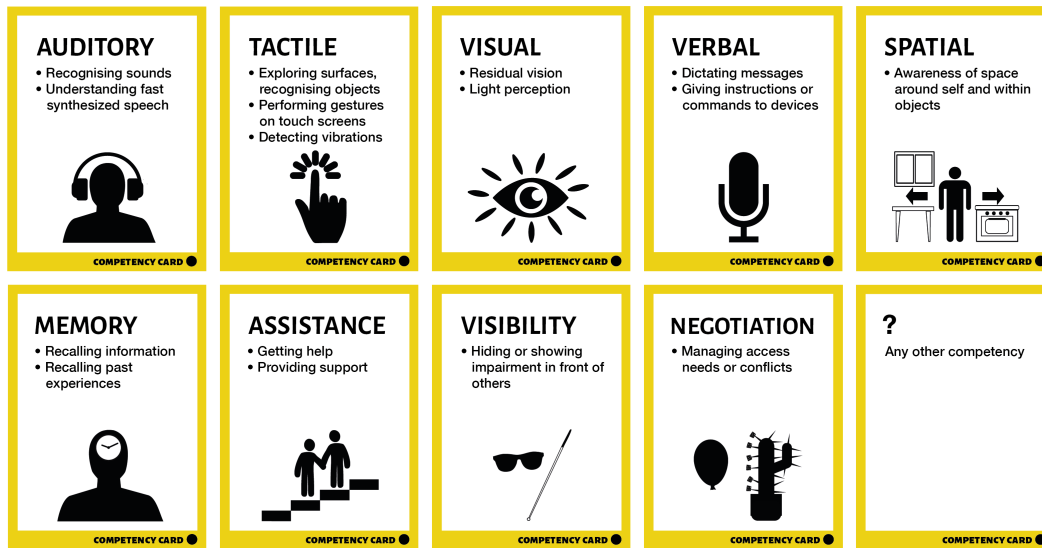 AUDITORY
• Recognising sounds
• Understanding fast
synthesized speech
COMPETENCY CARD
TACTILE
• Exploring surfaces,
recognising objects
• Performing gestures
on touch screens
• Detecting vibrations
COMPETENCY CARD
VISUAL
• Residual vision
• Light perception
COMPETENCY CARD
VERBAL
• Dictating messages
• Giving instructions or
commands to devices
COMPETENCY CARD
SPATIAL
• Awareness of space
around self and within
objects
COMPETENCY CARD
MEMORY
• Recalling information
• Recalling past
experiences
COMPETENCY CARD
ASSISTANCE
• Getting help
• Providing support
COMPETENCY CARD
VISIBILITY
• Hiding or showing
impairment in front of
others
COMPETENCY CARD
NEGOTIATION
• Managing access
needs or conflicts
COMPETENCY CARD
?
Any other competency
COMPETENCY CARD